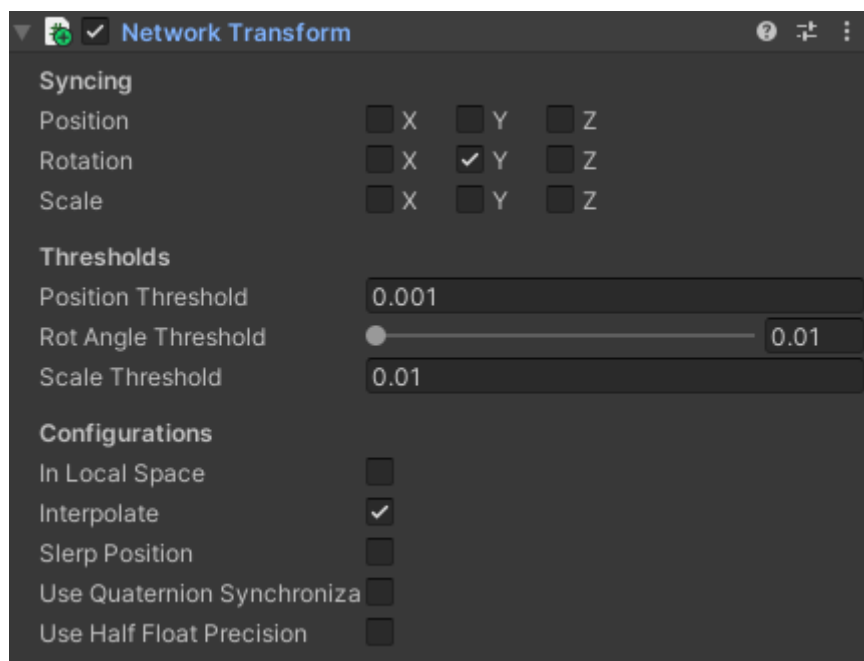 Network Transform
Syncing
Position X Y Z
Rotation X Y Z
Scale X Y Z
Thresholds
Position Threshold 0.001
Rot Angle Threshold 0.01
Scale Threshold 0.01
Configurations
In Local Space
Interpolate
Slerp Position
Use Quaternion Synchroniza
Use Half Float Precision